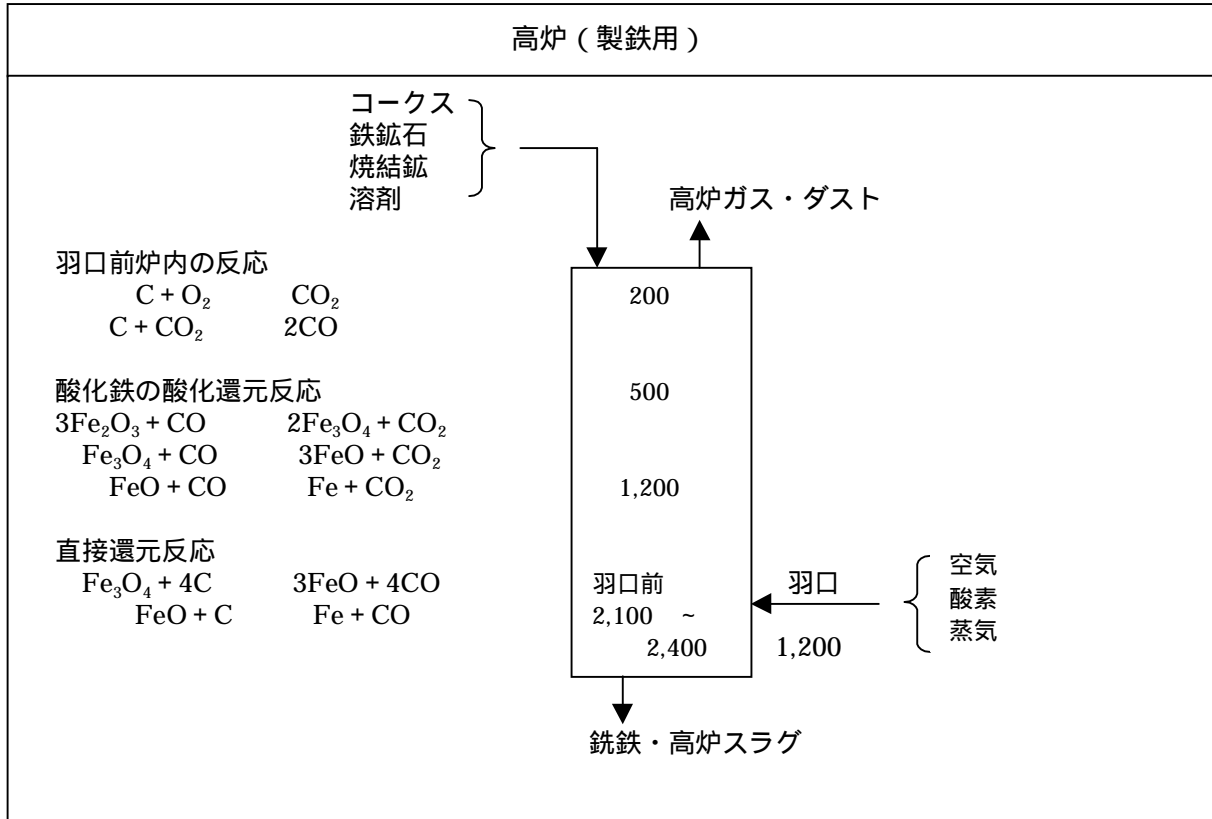 高炉（製鉄用）
コークス
鉄鉱石
焼結鉱
溶剤
高炉ガス・ダスト
羽口前炉内の反応
C + O₂ CO₂
C + CO₂ 2CO
酸化鉄の酸化還元反応
3Fe₂O₃ + CO 2Fe₃O₄ + CO₂
Fe₃O₄ + CO 3FeO + CO₂
FeO + CO Fe + CO₂
直接還元反応
Fe₃O₄ + 4C 3FeO + 4CO
FeO + C Fe + CO
200
500
1,200
羽口前
2,100 ~
2,400
羽口
1,200
空気
酸素
蒸気
銑鉄・高炉スラグ